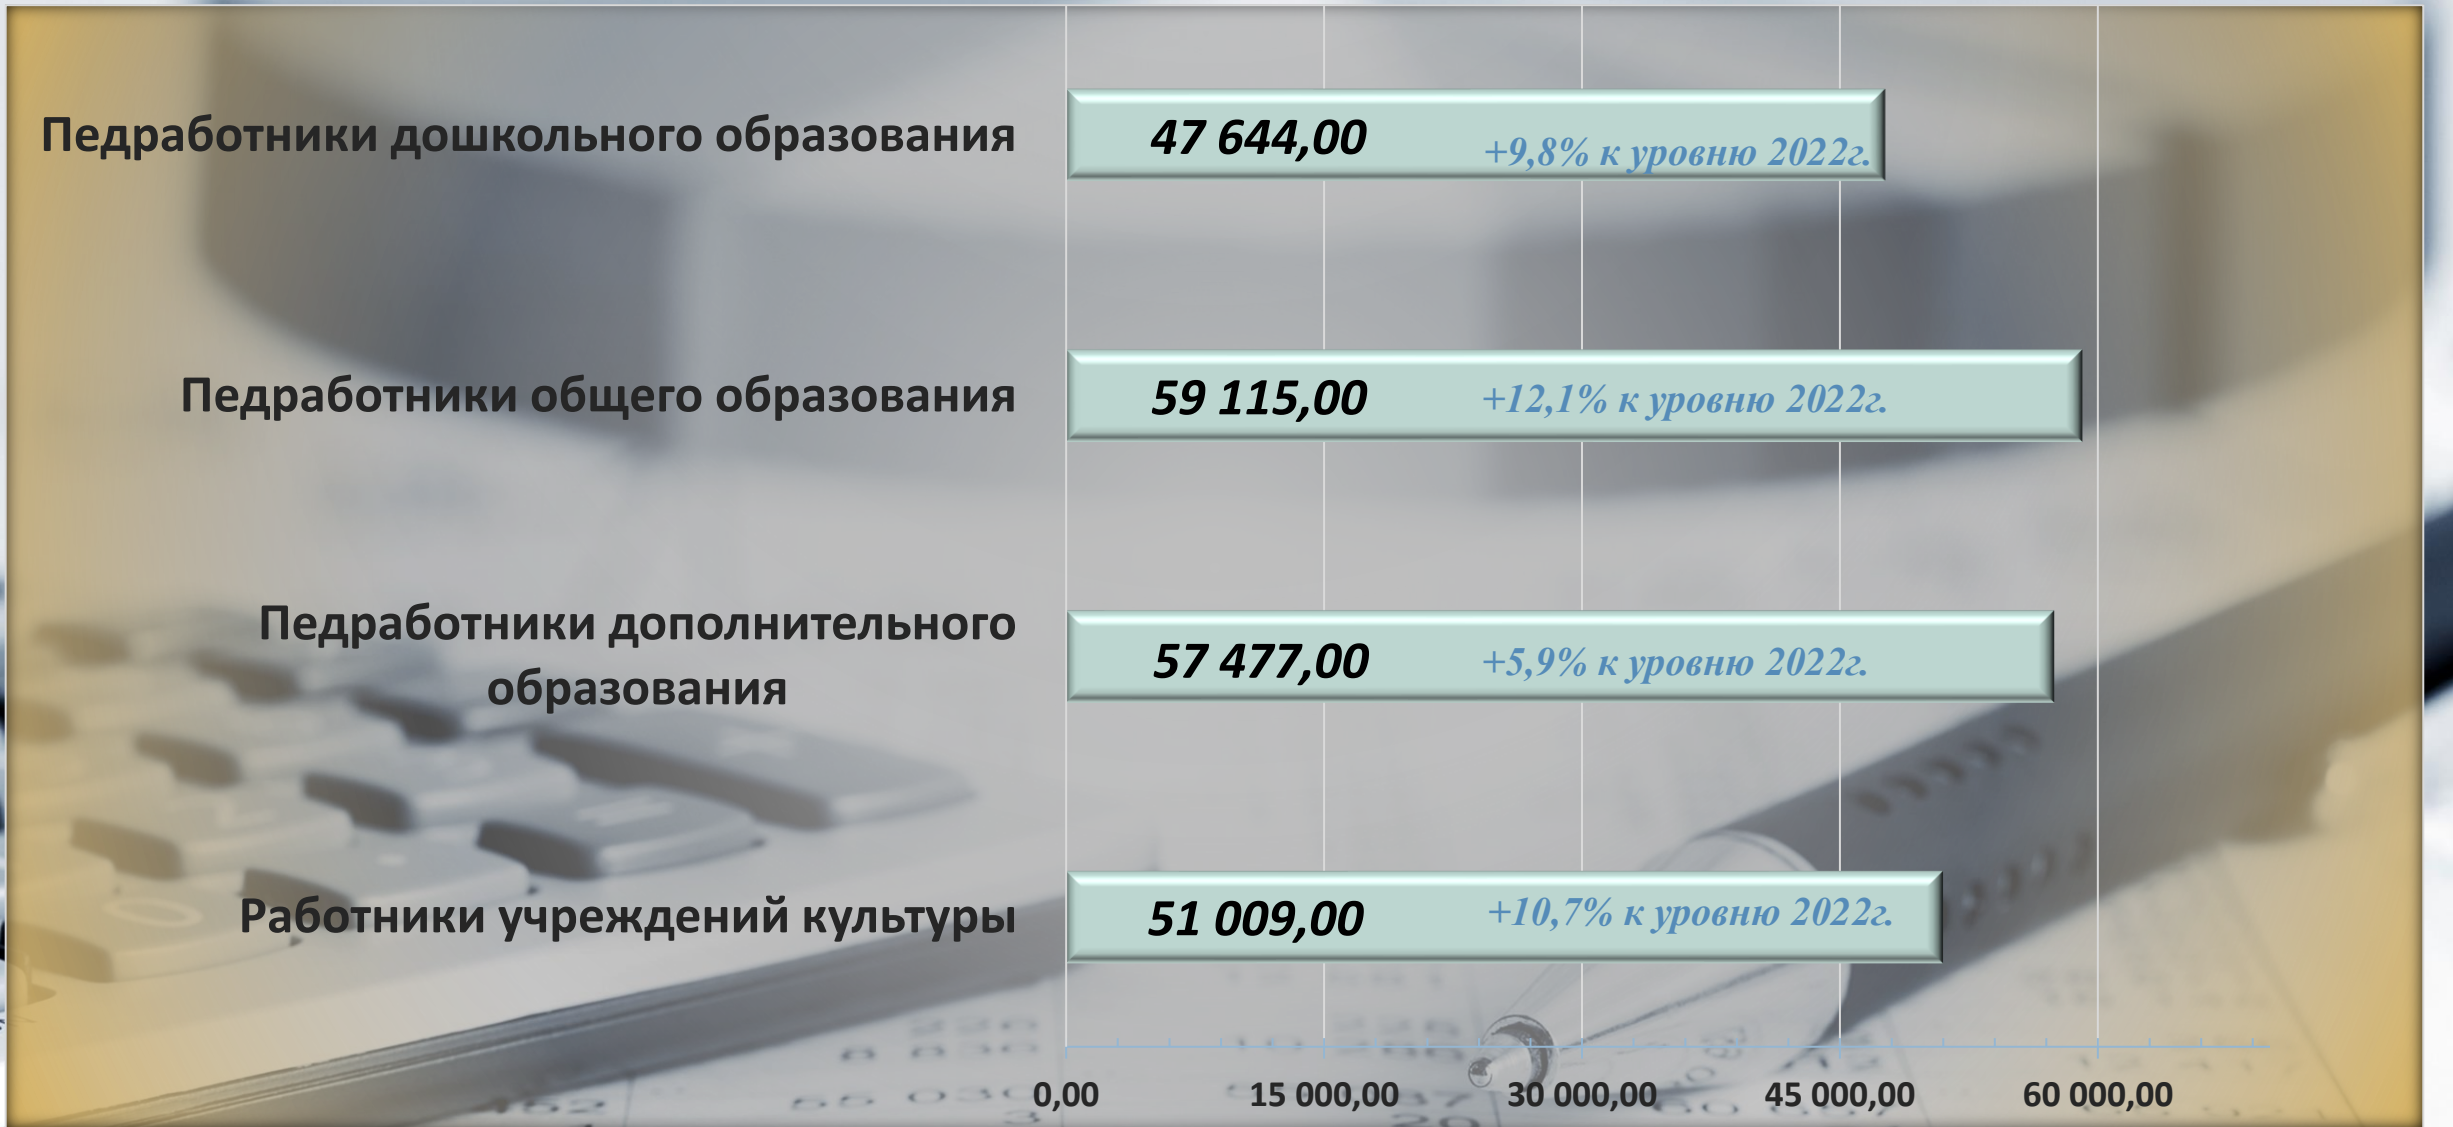 Педработники дошкольного образования
47 644,00
+9,8% к уровню 2022г.
Педработники общего образования
59 115,00
+12,1% к уровню 2022г.
Педработники дополнительного
образования
57 477,00
+5,9% к уровню 2022г.
Работники учреждений культуры
51 009,00
+10,7% к уровню 2022г.
0,00 15 000,00 30 000,00 45 000,00 60 000,00